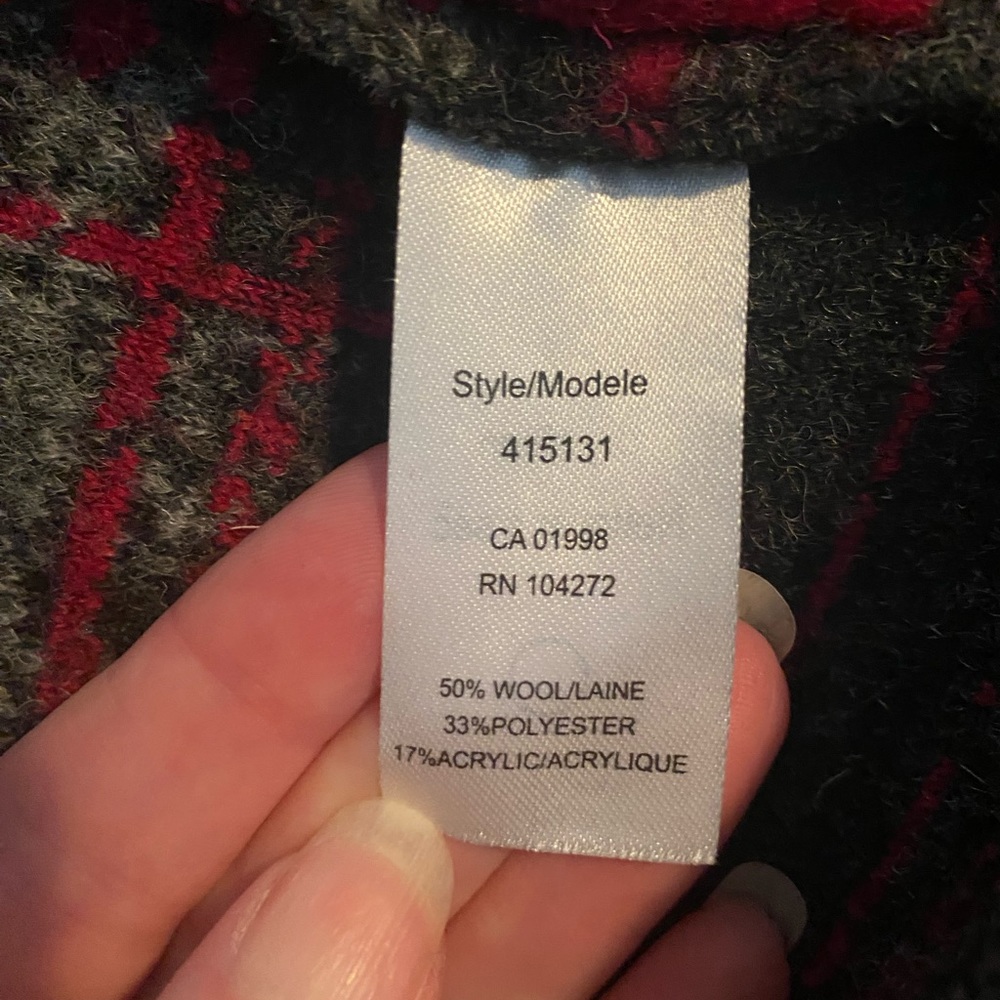 Style/Modele
415131
CA 01998
RN 104272
50% WOOL/LAINE
33%POLYESTER
17%ACRYLIC/ACRYLIQUE